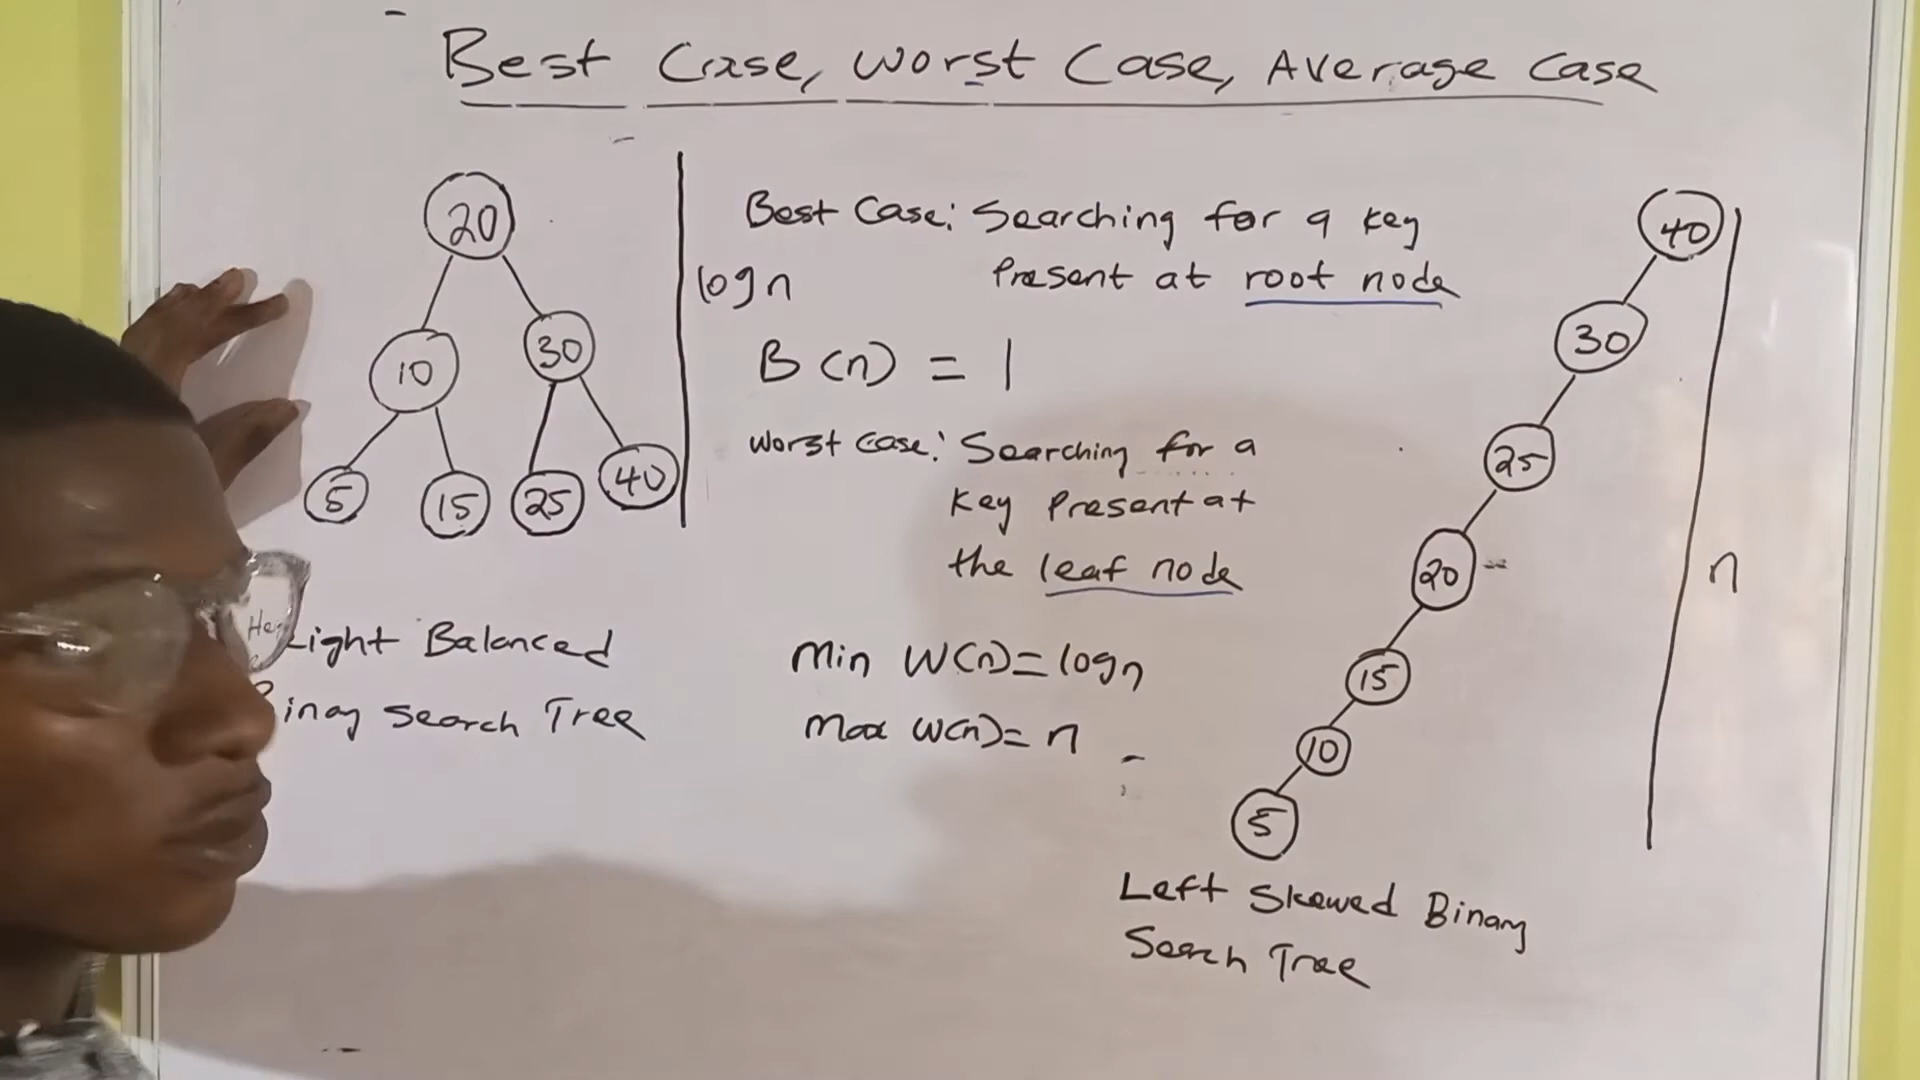 Best Case, Worst Case, Average Case
20
10
30
5
15
25
40
log n
Height Balanced
Binary Search Tree
Best Case: Searching for a key
Present at root node
B(n) = 1
Worst Case: Searching for a
Key Present at
the leaf node
Min W(n)= log n
Max W(n)= n
40
30
25
20
15
10
5
n
Left Skewed Binary
Search Tree